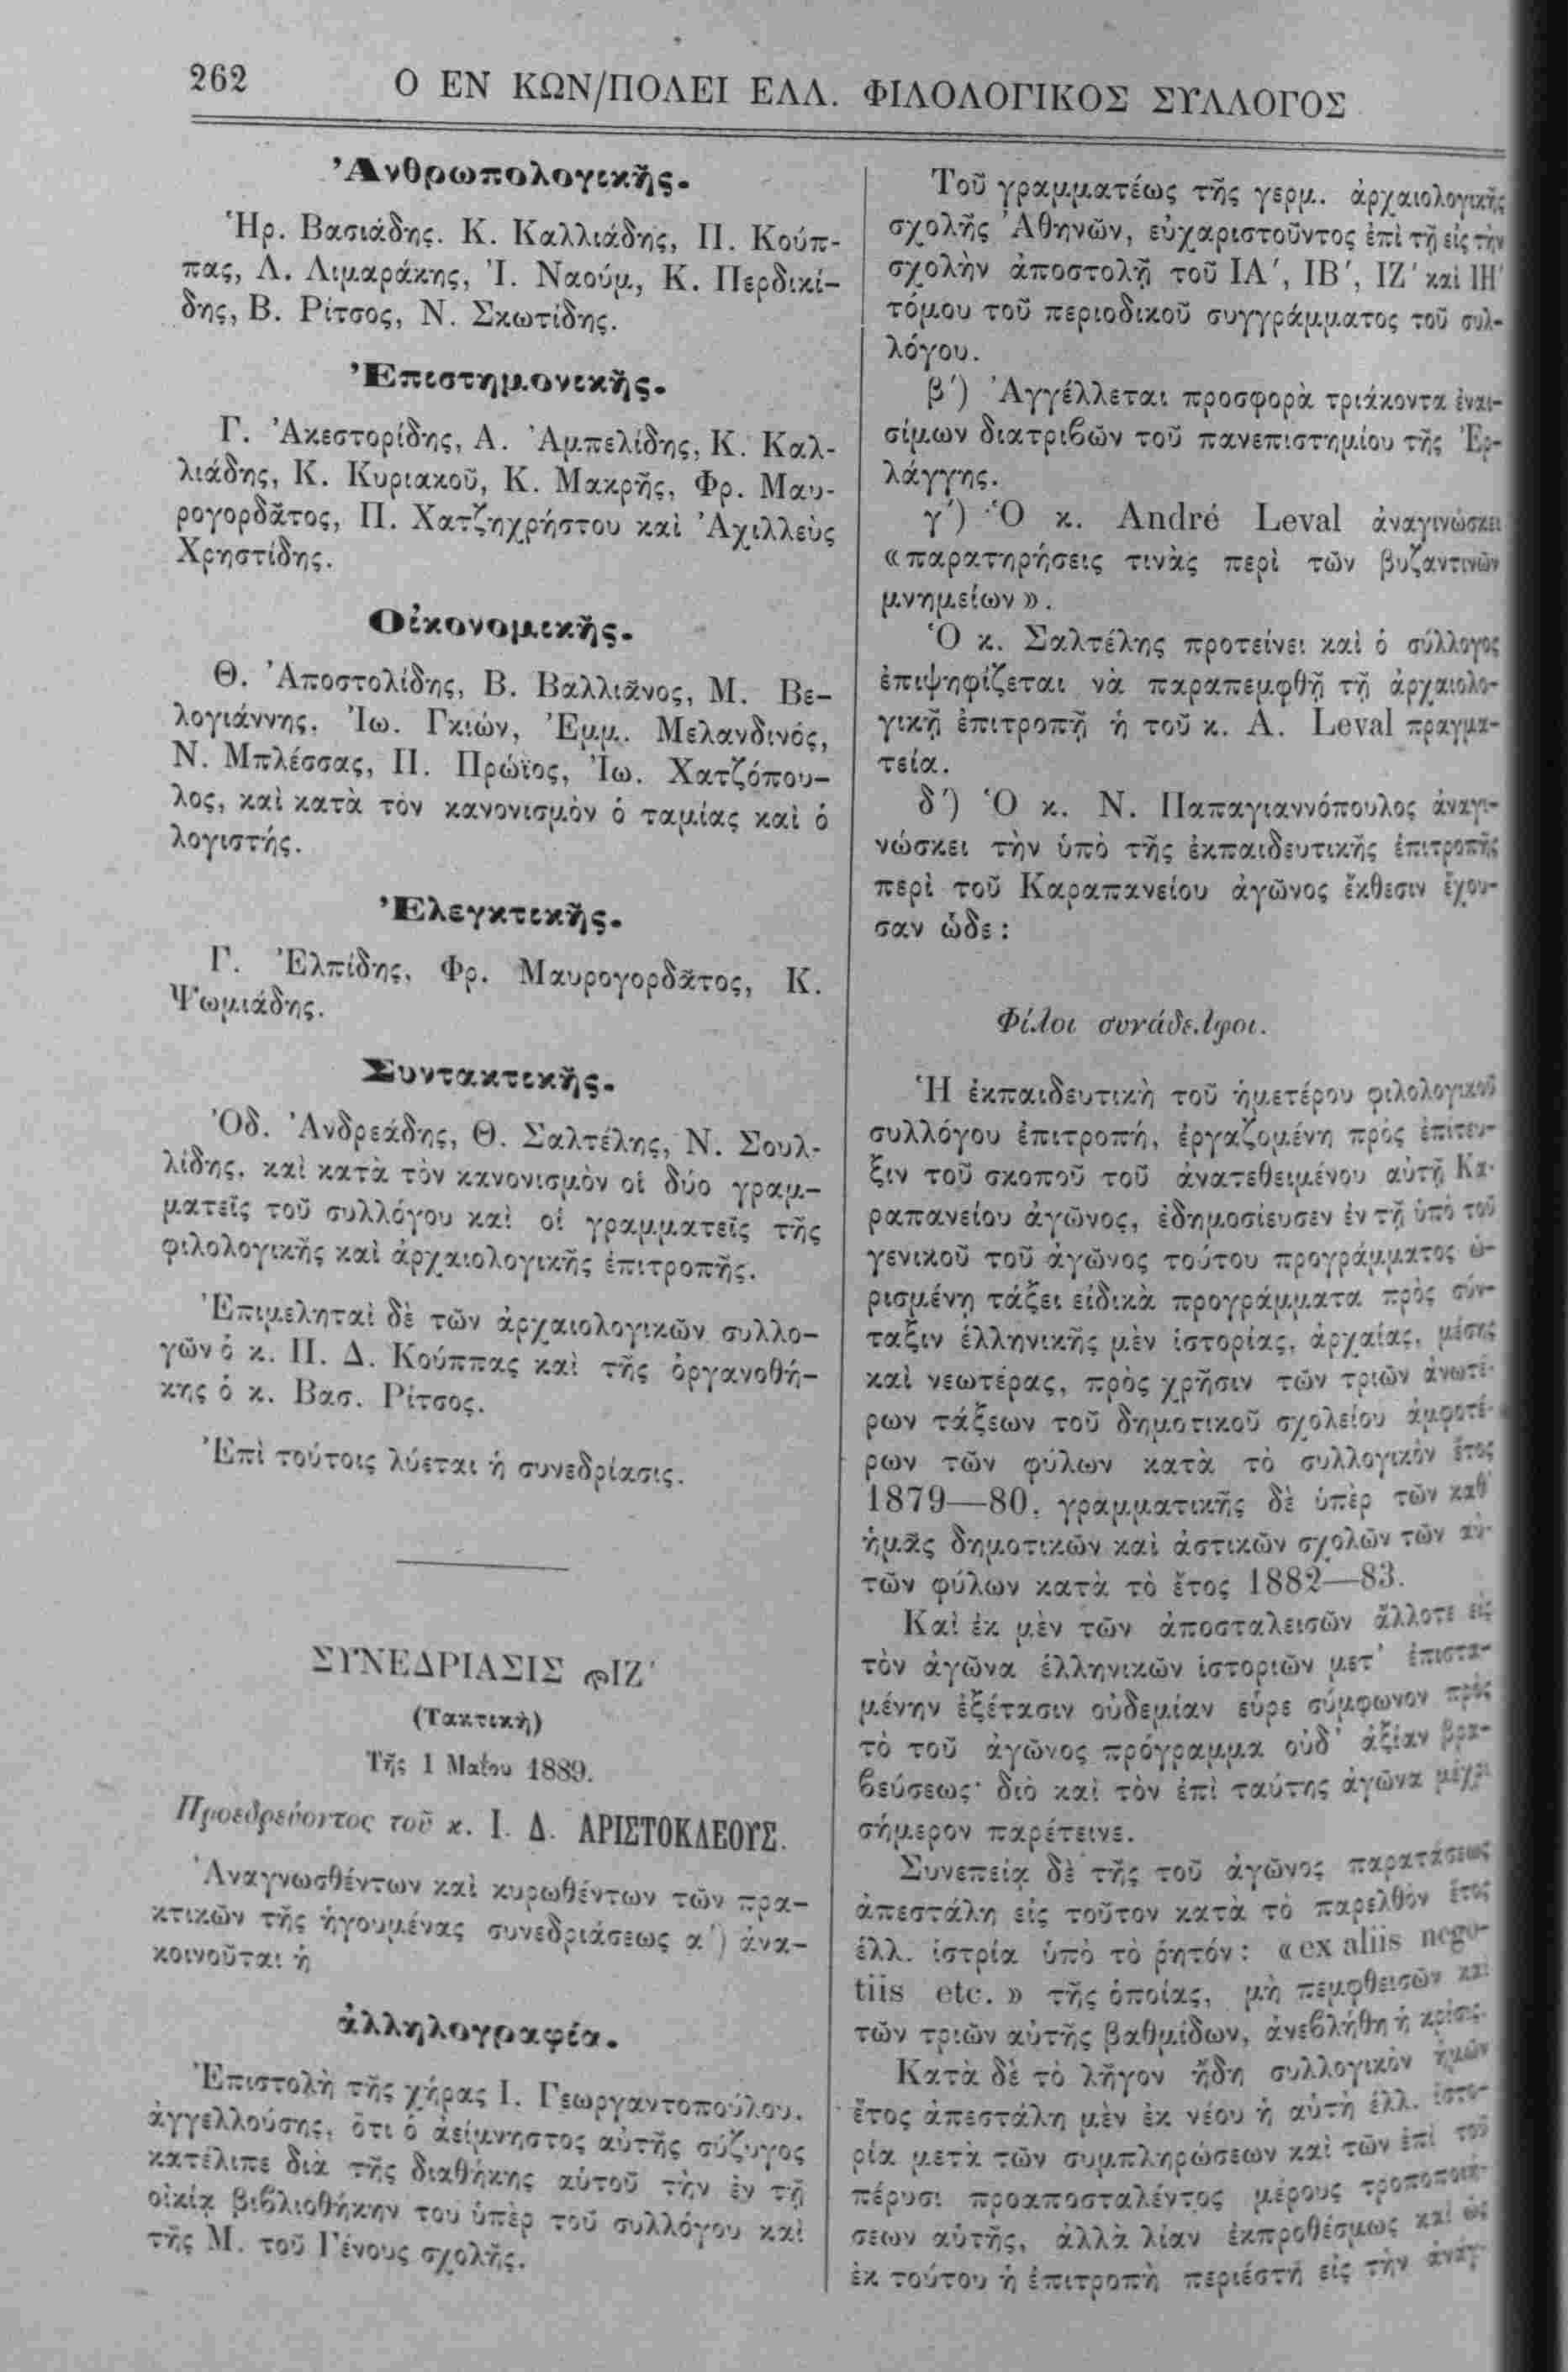 262
Ο ΕΝ ΚΩΝ/ΠΟΛΕΙ ΕΛΛ. ΦΙΛΟΛΟΓΙΚΟΣ ΣΥΛΛΟΓΟΣ
Ἀνθρωπολογικῆς.
Ἡρ. Βασιάδης. Κ. Καλλιάδης, Π. Κούπ-
πας, Λ. Λιμαράκης, Ἰ. Ναούμ, Κ. Περδικί-
δης, Β. Ρίτσος, Ν. Σκωτίδης.
Ἐπιστημονικῆς.
Γ. Ἀκεστορίδης, Α. Ἀμπελίδης, Κ. Καλ-
λιάδης, Κ. Κυριακοῦ, Κ. Μακρῆς, Φρ. Μαυ-
ρογορδᾶτος, Π. Χατζηχρήστου καὶ Ἀχιλλεὺς
Χρηστίδης.
Οἰκονομικῆς.
Θ. Ἀποστολίδης, Β. Βαλλιᾶνος, Μ. Βε-
λογιάννης, Ἰω. Γκιών, Ἐμμ. Μελανδινός,
Ν. Μπλέσσας, Π. Πρώϊος, Ἰω. Χατζόπου-
λος, καὶ κατὰ τὸν κανονισμὸν ὁ ταμίας καὶ ὁ
λογιστής.
Ἐλεγκτικῆς.
Γ. Ἐλπίδης, Φρ. Μαυρογορδᾶτος, Κ.
Ψωμιάδης.
Συντακτικῆς.
Ὀδ. Ἀνδρεάδης, Θ. Σαλτέλης, Ν. Σουλ-
λίδης, καὶ κατὰ τὸν κανονισμὸν οἱ δύο γραμ-
ματεῖς τοῦ συλλόγου καὶ οἱ γραμματεῖς τῆς
φιλολογικῆς καὶ ἀρχαιολογικῆς ἐπιτροπῆς.
Ἐπιμεληταὶ δὲ τῶν ἀρχαιολογικῶν συλλο-
γῶν ὁ κ. Π. Δ. Κούππας καὶ τῆς ὀργανοθή-
κης ὁ κ. Βασ. Ρίτσος.
Ἐπὶ τούτοις λύεται ἡ συνεδρίασις.
ΣΥΝΕΔΡΙΑΣΙΣ ϞΙΖ΄
(Τακτικὴ)
Τῆς 1 Μαΐου 1889.
Προεδρεύοντος τοῦ κ. Ι. Δ. ΑΡΙΣΤΟΚΛΕΟΥΣ.
Ἀναγνωσθέντων καὶ κυρωθέντων τῶν πρα-
κτικῶν τῆς ἡγουμένας συνεδριάσεως α΄) ἀνα-
κοινοῦται ἡ
ἀλληλογραφία.
Ἐπιστολὴ τῆς χήρας Ι. Γεωργαντοπούλου,
ἀγγελλούσης, ὅτι ὁ ἀείμνηστος αὐτῆς σύζυγος
κατέλιπε διὰ τῆς διαθήκης αὑτοῦ τὴν ἐν τῇ
οἰκίᾳ βιβλιοθήκην του ὑπὲρ τοῦ συλλόγου καὶ
τῆς Μ. τοῦ Γένους σχολῆς.
Τοῦ γραμματέως τῆς γερμ. ἀρχαιολογικῆς
σχολῆς Ἀθηνῶν, εὐχαριστοῦντος ἐπὶ τῇ εἰς τὴν
σχολὴν ἀποστολῇ τοῦ ΙΑ΄, ΙΒ΄, ΙΖ΄ καὶ ΙΗ΄
τόμου τοῦ περιοδικοῦ συγγράμματος τοῦ συλ-
λόγου.
β΄) Ἀγγέλλεται προσφορὰ τριάκοντα ἐναι-
σίμων διατριβῶν τοῦ πανεπιστημίου τῆς Ἐρ-
λάγγης.
γ΄) Ὁ κ. André Leval ἀναγινώσκει
«παρατηρήσεις τινὰς περὶ τῶν βυζαντινῶν
μνημείων».
Ὁ κ. Σαλτέλης προτείνει καὶ ὁ σύλλογος
ἐπιψηφίζεται νὰ παραπεμφθῇ τῇ ἀρχαιολο-
γικῇ ἐπιτροπῇ ἡ τοῦ κ. Α. Leval πραγμα-
τεία.
δ΄) Ὁ κ. Ν. Παπαγιαννόπουλος ἀναγι-
νώσκει τὴν ὑπὸ τῆς ἐκπαιδευτικῆς ἐπιτροπῆς
περὶ τοῦ Καραπανείου ἀγῶνος ἔκθεσιν ἔχου-
σαν ὧδε :
Φίλοι συνάδελφοι.
Ἡ ἐκπαιδευτικὴ τοῦ ἡμετέρου φιλολογικοῦ
συλλόγου ἐπιτροπή, ἐργαζομένη πρὸς ἐπίτευ-
ξιν τοῦ σκοποῦ τοῦ ἀνατεθειμένου αὐτῇ Κα-
ραπανείου ἀγῶνος, ἐδημοσίευσεν ἐν τῇ ὑπὸ τοῦ
γενικοῦ τοῦ ἀγῶνος τούτου προγράμματος ὡ-
ρισμένῃ τάξει εἰδικὰ προγράμματα πρὸς σύν-
ταξιν ἑλληνικῆς μὲν ἱστορίας, ἀρχαίας, μέσης
καὶ νεωτέρας, πρὸς χρῆσιν τῶν τριῶν ἀνωτέ-
ρων τάξεων τοῦ δημοτικοῦ σχολείου ἀμφοτέ-
ρων τῶν φύλων κατὰ τὸ συλλογικὸν ἔτος
1879—80, γραμματικῆς δὲ ὑπὲρ τῶν καθ᾽
ἡμᾶς δημοτικῶν καὶ ἀστικῶν σχολῶν τῶν αὐ-
τῶν φύλων κατὰ τὸ ἔτος 1882—83.
Καὶ ἐκ μὲν τῶν ἀποσταλεισῶν ἄλλοτε εἰς
τὸν ἀγῶνα ἑλληνικῶν ἱστοριῶν μετ᾽ ἐπιστα-
μένην ἐξέτασιν οὐδεμίαν εὗρε σύμφωνον πρὸς
τὸ τοῦ ἀγῶνος πρόγραμμα οὐδ᾽ ἀξίαν βρα-
βεύσεως· διὸ καὶ τὸν ἐπὶ ταύτης ἀγῶνα μέχρι
σήμερον παρέτεινε.
Συνεπείᾳ δὲ τῆς τοῦ ἀγῶνος παρατάσεως
ἀπεστάλη εἰς τοῦτον κατὰ τὸ παρελθὸν ἔτος
ἑλλ. ἱστρία ὑπὸ τὸ ῥητόν : «ex aliis nego-
tiis etc.» τῆς ὁποίας, μὴ πεμφθεισῶν καὶ
τῶν τριῶν αὐτῆς βαθμίδων, ἀνεβλήθη ἡ κρίσις.
Κατὰ δὲ τὸ λῆγον ἤδη συλλογικὸν ἡμῶν
ἔτος ἀπεστάλη μὲν ἐκ νέου ἡ αὐτὴ ἑλλ. ἱστο-
ρία μετὰ τῶν συμπληρώσεων καὶ τῶν ἐπὶ τοῦ
πέρυσι προαποσταλέντος μέρους τροποποιή-
σεων αὐτῆς, ἀλλὰ λίαν ἐκπροθέσμως καὶ ὡς
ἐκ τούτου ἡ ἐπιτροπὴ περιέστη εἰς τὴν ἀνάγ-